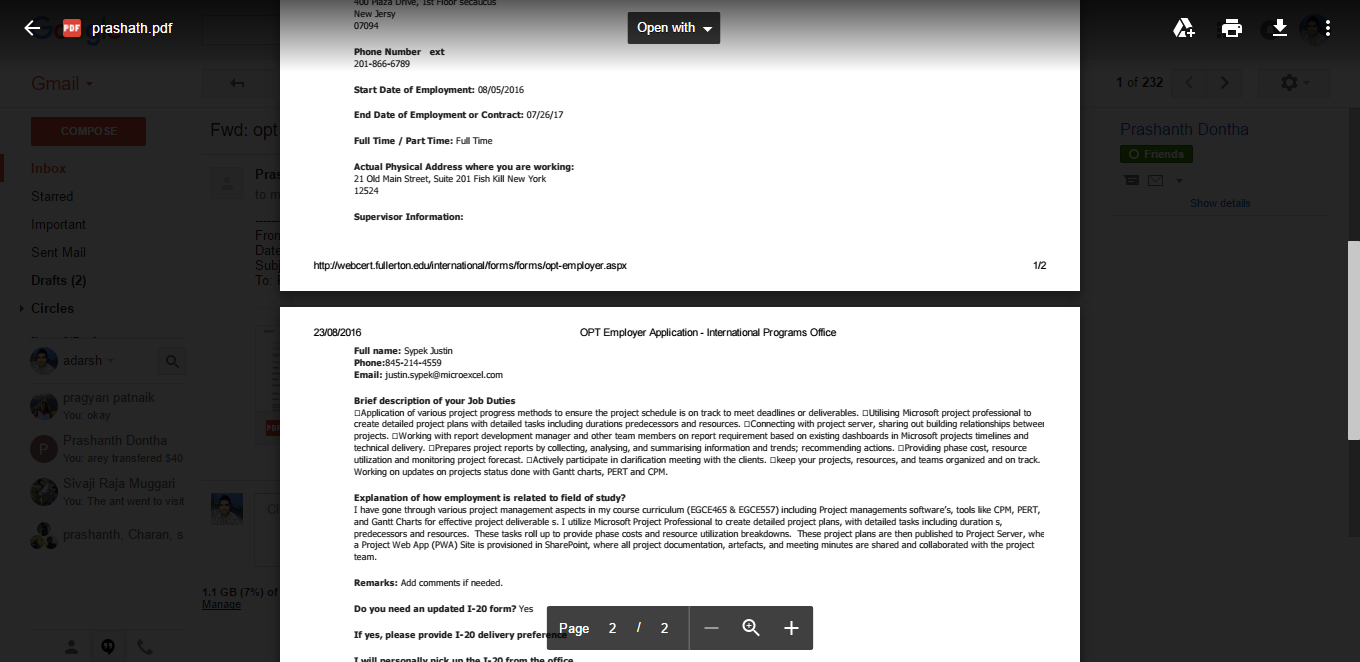 prashath.pdf
Open with
400 Plaza Drive, 1st Floor secaucus
New Jersy
07094
Phone Number ext
201-866-6789
Start Date of Employment: 08/05/2016
End Date of Employment or Contract: 07/26/17
Full Time / Part Time: Full Time
Actual Physical Address where you are working:
21 Old Main Street, Suite 201 Fish Kill New York
12524
Supervisor Information:
http://webcert.fullerton.edu/international/forms/forms/opt-employer.aspx 1/2
23/08/2016 OPT Employer Application - International Programs Office
Full name: Sypek Justin
Phone:845-214-4559
Email: justin.sypek@microexcel.com
Brief description of your Job Duties
□Application of various project progress methods to ensure the project schedule is on track to meet deadlines or deliverables. □Utilising Microsoft project professional to
create detailed project plans with detailed tasks including durations predecessors and resources. □Connecting with project server, sharing out building relationships between
projects. □Working with report development manager and other team members on report requirement based on existing dashboards in Microsoft projects timelines and
technical delivery. □Prepares project reports by collecting, analysing, and summarising information and trends; recommending actions. □Providing phase cost, resource
utilization and monitoring project forecast. □Actively participate in clarification meeting with the clients. □keep your projects, resources, and teams organized and on track.
Working on updates on projects status done with Gantt charts, PERT and CPM.
Explanation of how employment is related to field of study?
I have gone through various project management aspects in my course curriculum (EGCE465 & EGCE557) including Project managements software's, tools like CPM, PERT,
and Gantt Charts for effective project deliverable s. I utilize Microsoft Project Professional to create detailed project plans, with detailed tasks including duration s,
predecessors and resources. These tasks roll up to provide phase costs and resource utilization breakdowns. These project plans are then published to Project Server, whe
a Project Web App (PWA) Site is provisioned in SharePoint, where all project documentation, artefacts, and meeting minutes are shared and collaborated with the project
team.
Remarks: Add comments if needed.
Do you need an updated I-20 form? Yes
If yes, please provide I-20 delivery preference
I will personally pick up the I-20 from the office
Page 2 / 2
Gmail
COMPOSE
Inbox
Starred
Important
Sent Mail
Drafts (2)
Circles
adarsh
pragyan patnaik
You: okay
Prashanth Dontha
You: arey transfered $40
Sivaji Raja Muggari
You: The ant went to visit
prashanth, Charan, s
Fwd: opt
Pras
to m
From
Date
Subj
To:
PDF
1.1 GB (7%) of
Manage
1 of 232
Prashanth Dontha
Friends
Show details